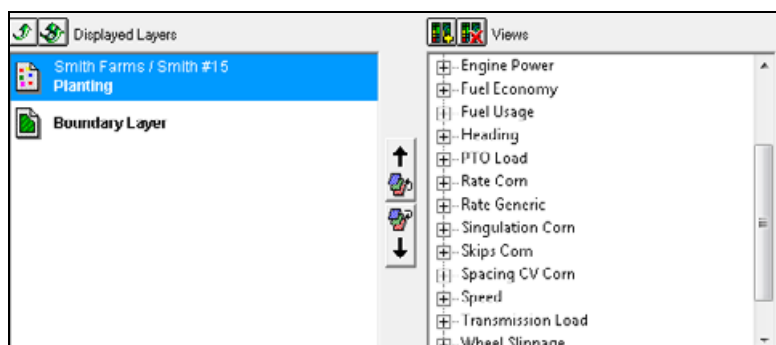 Displayed Layers
Smith Farms / Smith #15
Planting
Boundary Layer
Views
Engine Power
Fuel Economy
Fuel Usage
Heading
PTO Load
Rate Corn
Rate Generic
Singulation Corn
Skips Corn
Spacing CV Corn
Speed
Transmission Load
Wheel Slippage